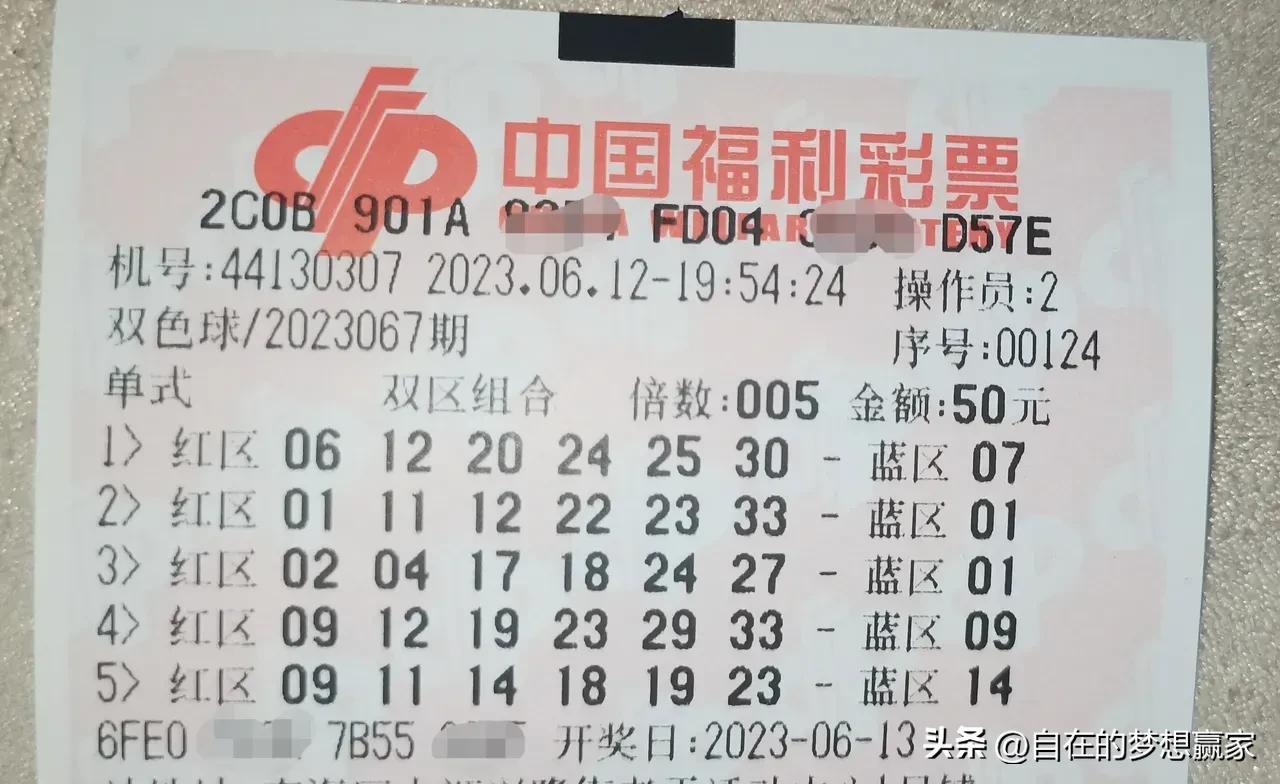 中国福利彩票
2C0B 901A FD04 D57E
机号:44130307 2023.06.12-19:54:24 操作员:2
双色球/2023067期 序号:00124
单式 双区组合 倍数:005 金额:50元
1> 红区 06 12 20 24 25 30 - 蓝区 07
2> 红区 01 11 12 22 23 33 - 蓝区 01
3> 红区 02 04 17 18 24 27 - 蓝区 01
4> 红区 09 12 19 23 29 33 - 蓝区 09
5> 红区 09 11 14 18 19 23 - 蓝区 14
6FE0 7B55 开奖日:2023-06-13
头条 @自在的梦想赢家